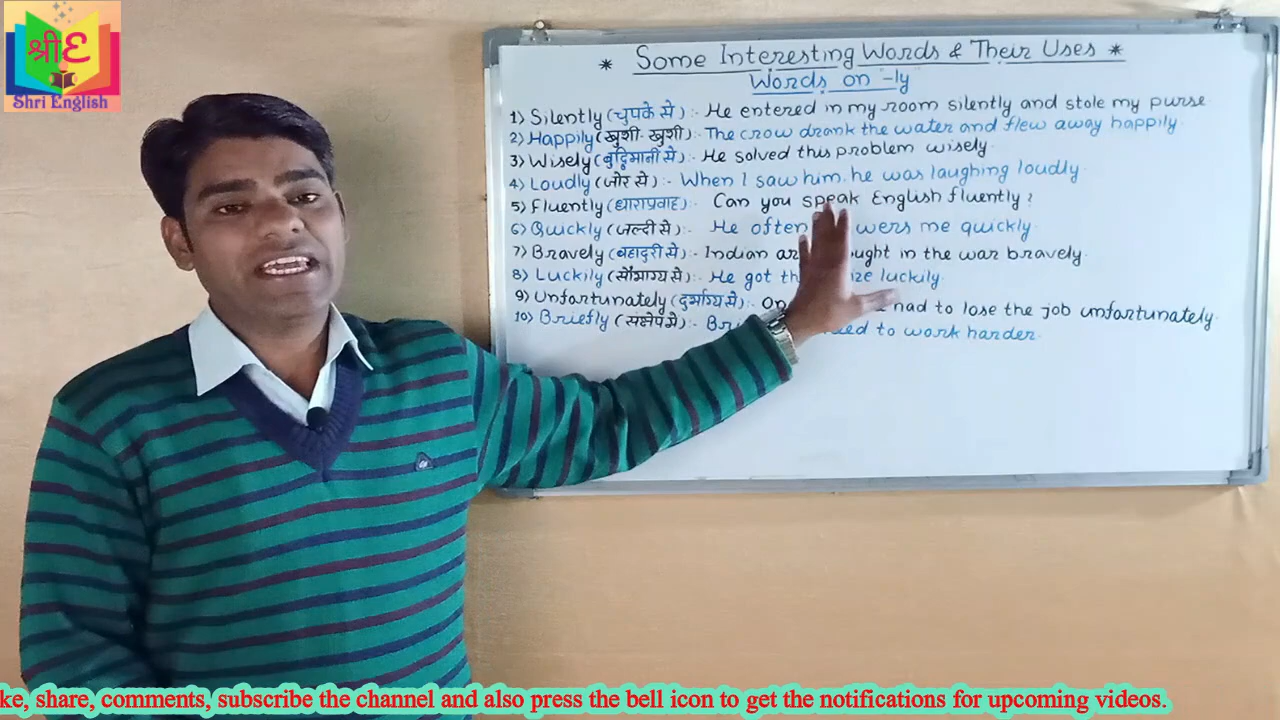 श्री ε
Shri English
* Some Interesting Words & Their Uses *
Words on -ly
1) Silently (चुपके से) :- He entered in my room silently and stole my purse.
2) Happily (खुशी खुशी) :- The crow drank the water and flew away happily.
3) Wisely (बुद्धिमानी से) :- He solved this problem wisely.
4) Loudly (जोर से) :- When I saw him, he was laughing loudly.
5) Fluently (धाराप्रवाह) :- Can you speak English fluently?
6) Quickly (जल्दी से) :- He often wers me quickly.
7) Bravely (बहादुरी से) :- Indian ar ught in the war bravely.
8) Luckily (सौभाग्य से) :- He got th ize luckily.
9) Unfortunately (दुर्भाग्य से) :- On had to lose the job unfortunately.
10) Briefly (संक्षेप में) :- Bri to work harder.
ke, share, comments, subscribe the channel and also press the bell icon to get the notifications for upcoming videos.